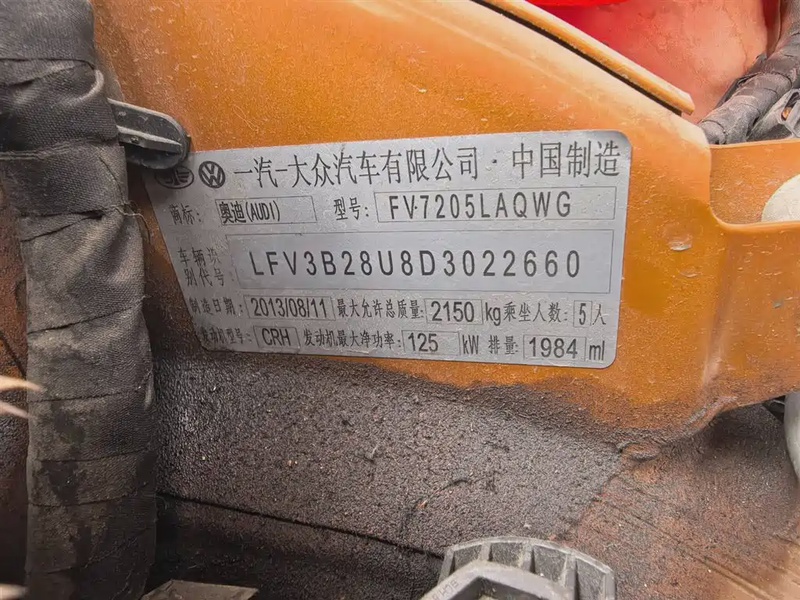 一汽-大众汽车有限公司·中国制造
商标: 奥迪(AUDI) 型号: FV7205LAQWG
车辆识别代号: LFV3B28U8D3022660
制造日期: 2013/08/11 最大允许总质量: 2150 kg 乘坐人数: 5人
发动机型号: CRH 发动机最大净功率: 125 kW 排量: 1984 ml